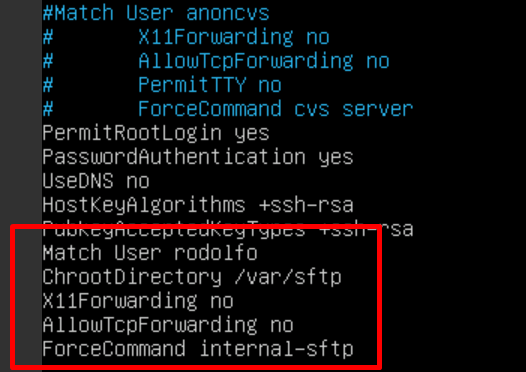 #Match User anoncvs
#       X11Forwarding no
#       AllowTcpForwarding no
#       PermitTTY no
#       ForceCommand cvs server
PermitRootLogin yes
PasswordAuthentication yes
UseDNS no
HostKeyAlgorithms +ssh-rsa
PubkeyAcceptedKeyTypes +ssh-rsa
Match User rodolfo
ChrootDirectory /var/sftp
X11Forwarding no
AllowTcpForwarding no
ForceCommand internal-sftp